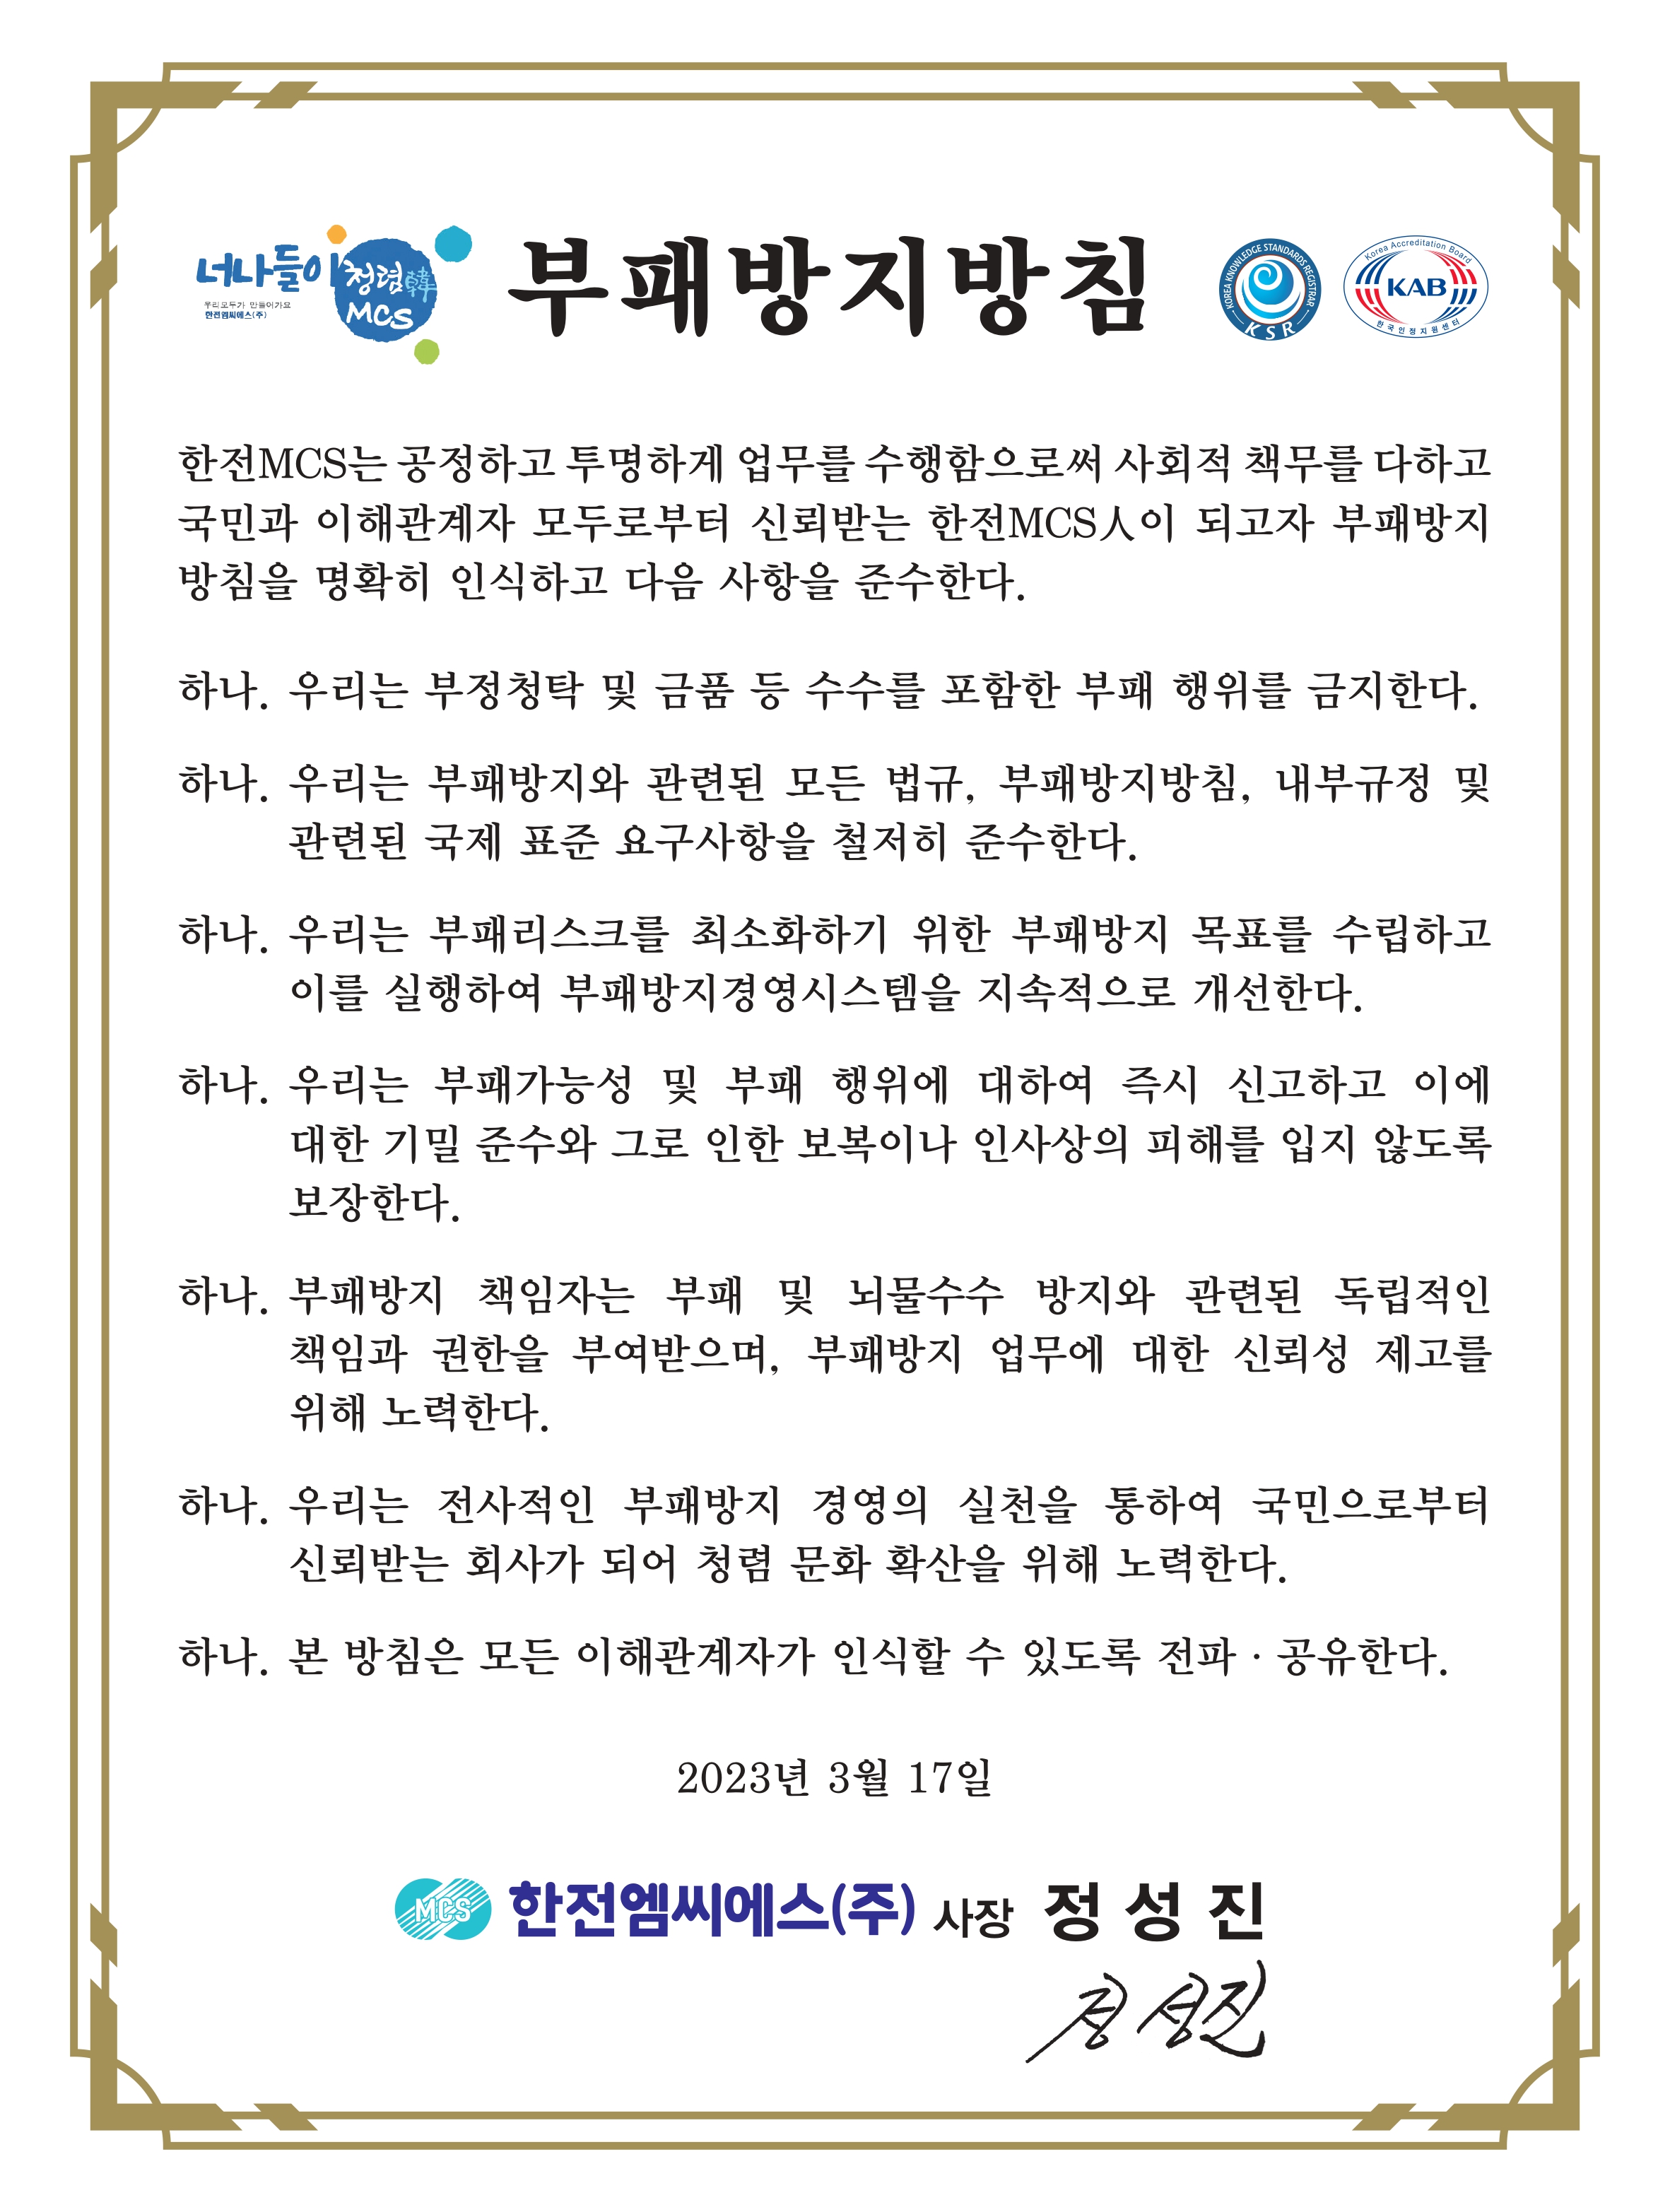 너나들이 청렴韓 MCS
우리모두가 만들어가요
한전엠씨에스(주)
부패방지방침
KOREA KNOWLEDGE STANDARDS REGISTRAR
KSR
Korea Accreditation Board
KAB
한국인정지원센터
한전MCS는 공정하고 투명하게 업무를 수행함으로써 사회적 책무를 다하고
국민과 이해관계자 모두로부터 신뢰받는 한전MCS人이 되고자 부패방지
방침을 명확히 인식하고 다음 사항을 준수한다.
하나. 우리는 부정청탁 및 금품 등 수수를 포함한 부패 행위를 금지한다.
하나. 우리는 부패방지와 관련된 모든 법규, 부패방지방침, 내부규정 및
관련된 국제 표준 요구사항을 철저히 준수한다.
하나. 우리는 부패리스크를 최소화하기 위한 부패방지 목표를 수립하고
이를 실행하여 부패방지경영시스템을 지속적으로 개선한다.
하나. 우리는 부패가능성 및 부패 행위에 대하여 즉시 신고하고 이에
대한 기밀 준수와 그로 인한 보복이나 인사상의 피해를 입지 않도록
보장한다.
하나. 부패방지 책임자는 부패 및 뇌물수수 방지와 관련된 독립적인
책임과 권한을 부여받으며, 부패방지 업무에 대한 신뢰성 제고를
위해 노력한다.
하나. 우리는 전사적인 부패방지 경영의 실천을 통하여 국민으로부터
신뢰받는 회사가 되어 청렴 문화 확산을 위해 노력한다.
하나. 본 방침은 모든 이해관계자가 인식할 수 있도록 전파 · 공유한다.
2023년 3월 17일
MCS 한전엠씨에스(주) 사장 정 성 진
정성진